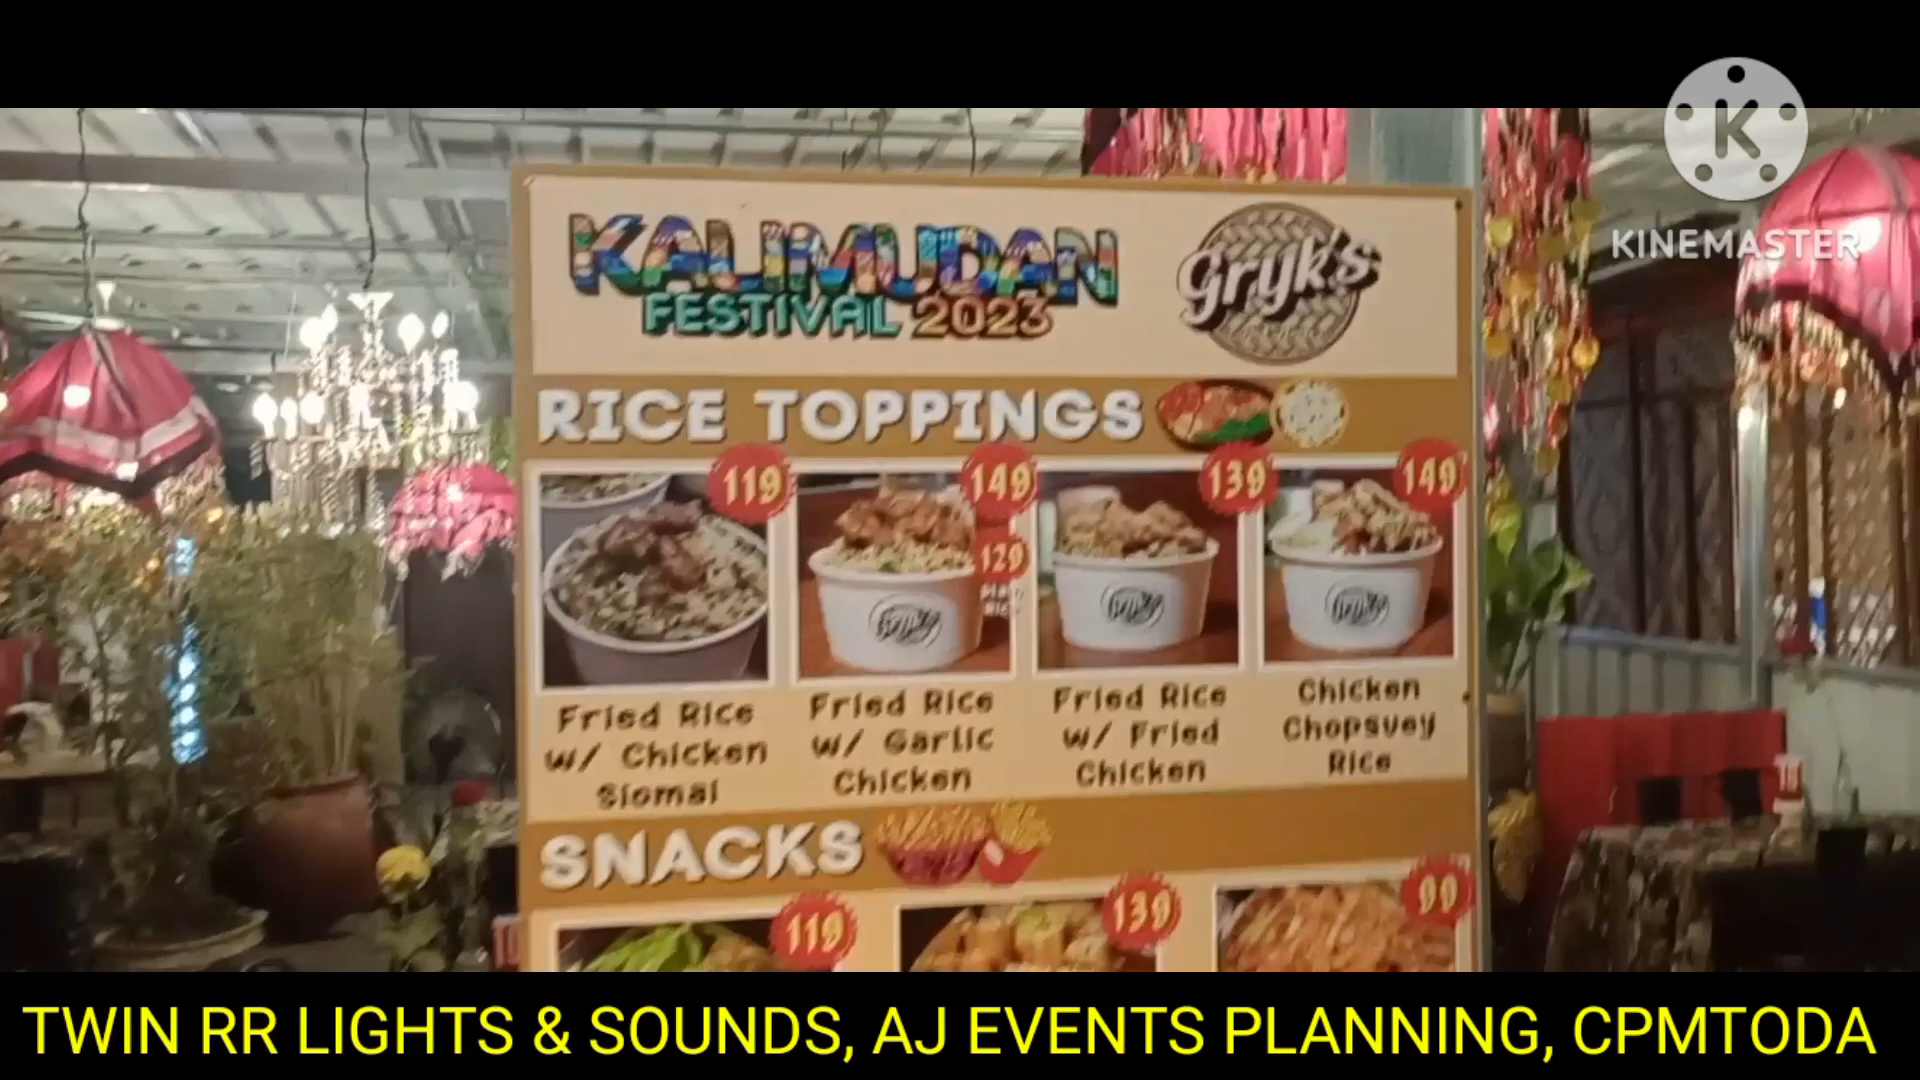 KINEMASTER
KALIMUDAN
FESTIVAL 2023
Gryk's
RICE TOPPINGS
119
149
129
139
149
Fried Rice
w/ Chicken
Siomai
Fried Rice
w/ Garlic
Chicken
Fried Rice
w/ Fried
Chicken
Chicken
Chopsuey
Rice
SNACKS
119
139
99
TWIN RR LIGHTS & SOUNDS, AJ EVENTS PLANNING, CPMTODA